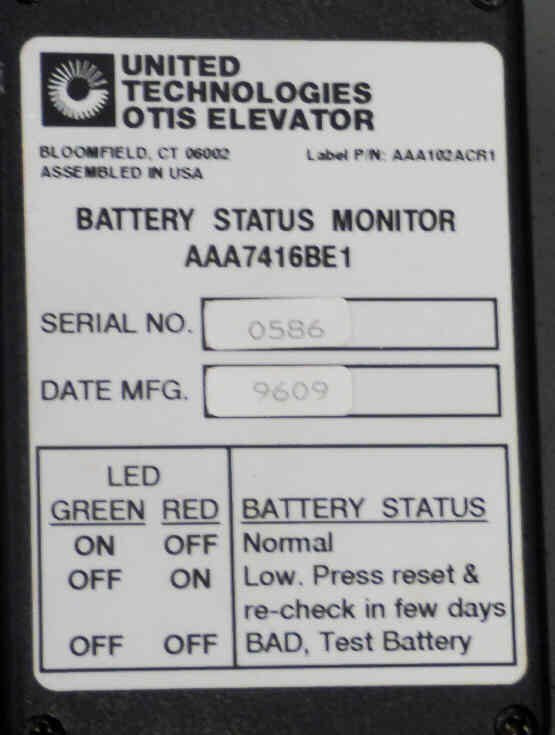 UNITED
TECHNOLOGIES
OTIS ELEVATOR
BLOOMFIELD, CT 06002 Label P/N: AAA102ACR1
ASSEMBLED IN USA
BATTERY STATUS MONITOR
AAA7416BE1
SERIAL NO. 0586
DATE MFG. 9609
LED
GREEN RED BATTERY STATUS
ON OFF Normal
OFF ON Low. Press reset &
re-check in few days
OFF OFF BAD, Test Battery